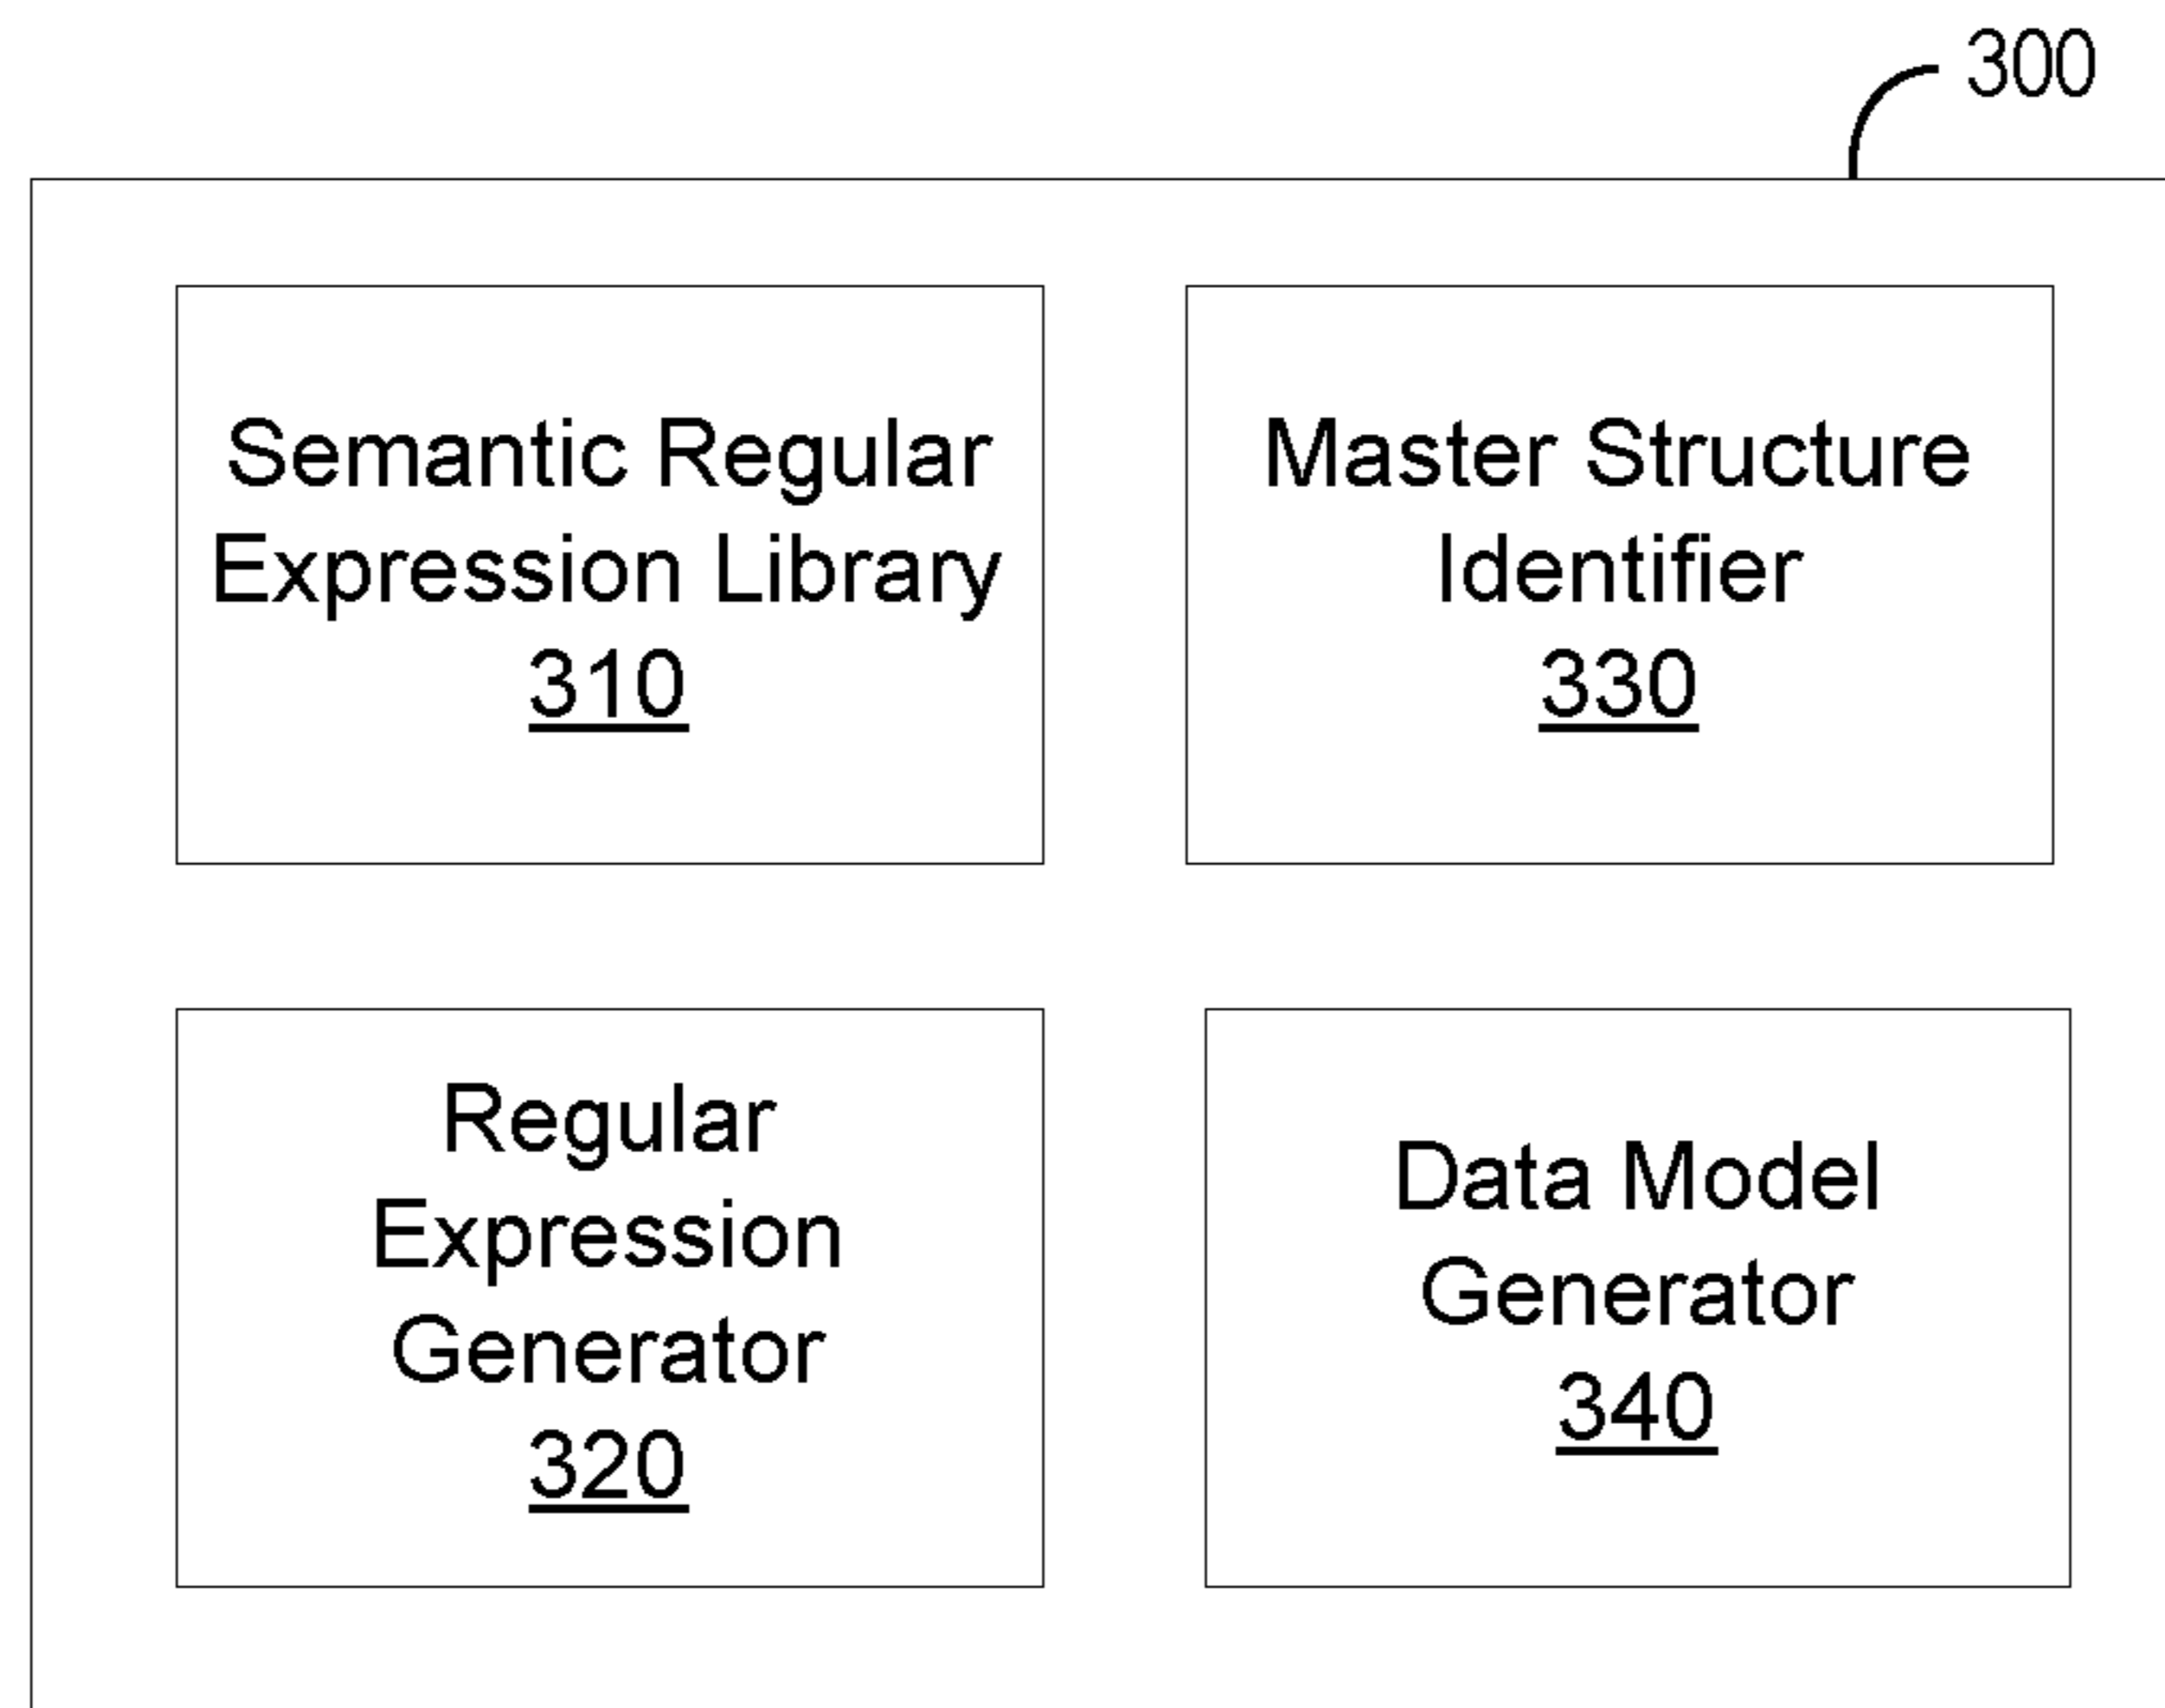 300
Semantic Regular
Expression Library
310
Master Structure
Identifier
330
Regular
Expression
Generator
320
Data Model
Generator
340